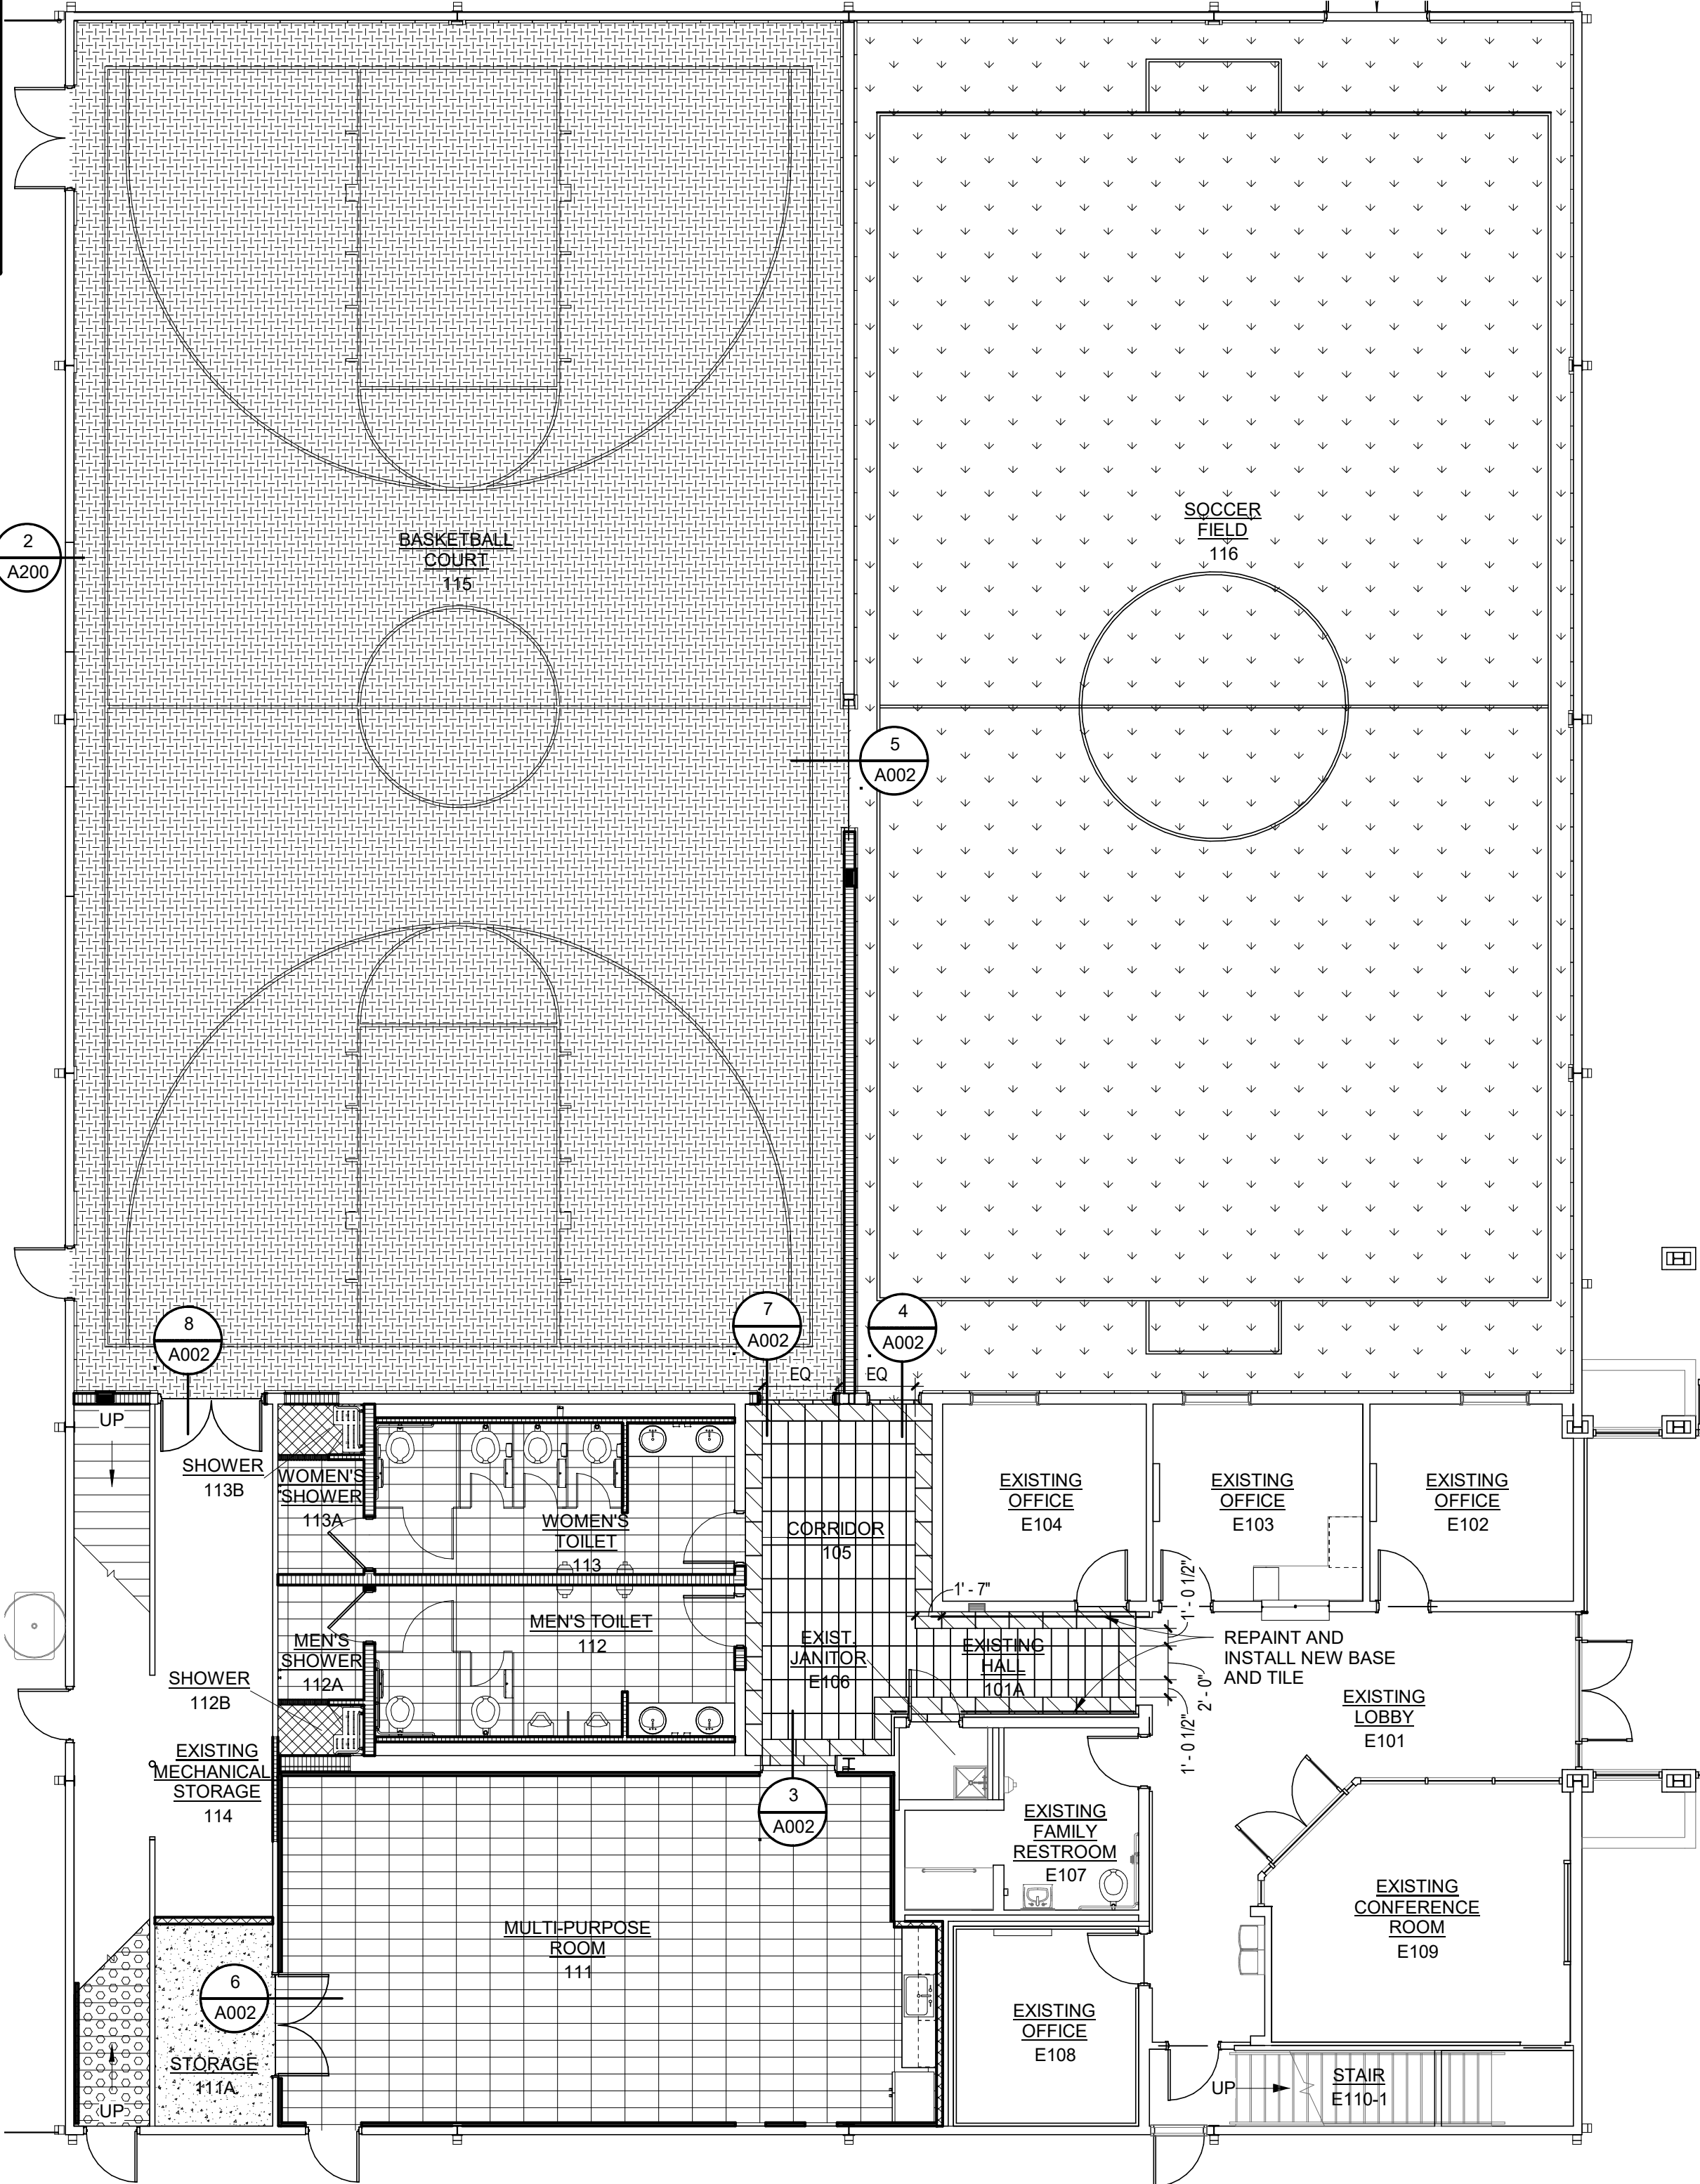 BASKETBALL
COURT
115
SOCCER
FIELD
116
2
A200
5
A002
8
A002
7
A002
4
A002
EQ
EQ
UP
SHOWER
113B
WOMEN'S
SHOWER
113A
WOMEN'S
TOILET
113
CORRIDOR
105
EXISTING
OFFICE
E104
EXISTING
OFFICE
E103
EXISTING
OFFICE
E102
1' - 7"
1' - 0 1/2"
2' - 0"
1' - 0 1/2"
MEN'S TOILET
112
MEN'S
SHOWER
112A
SHOWER
112B
EXIST.
JANITOR
E106
EXISTING
HALL
101A
REPAINT AND
INSTALL NEW BASE
AND TILE
EXISTING
LOBBY
E101
EXISTING
MECHANICAL
STORAGE
114
3
A002
EXISTING
FAMILY
RESTROOM
E107
EXISTING
CONFERENCE
ROOM
E109
MULTI-PURPOSE
ROOM
111
6
A002
STORAGE
111A
UP
EXISTING
OFFICE
E108
UP
STAIR
E110-1